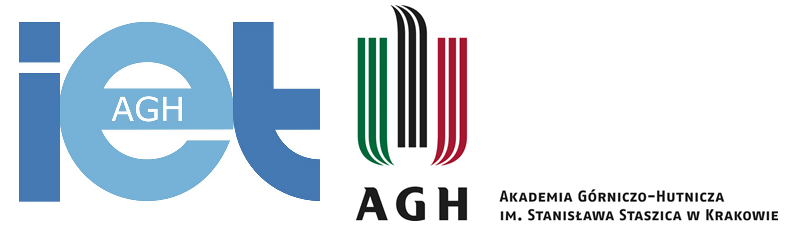 iet
AGH
AGH
Akademia Górniczo-Hutnicza
im. Stanisława Staszica w Krakowie